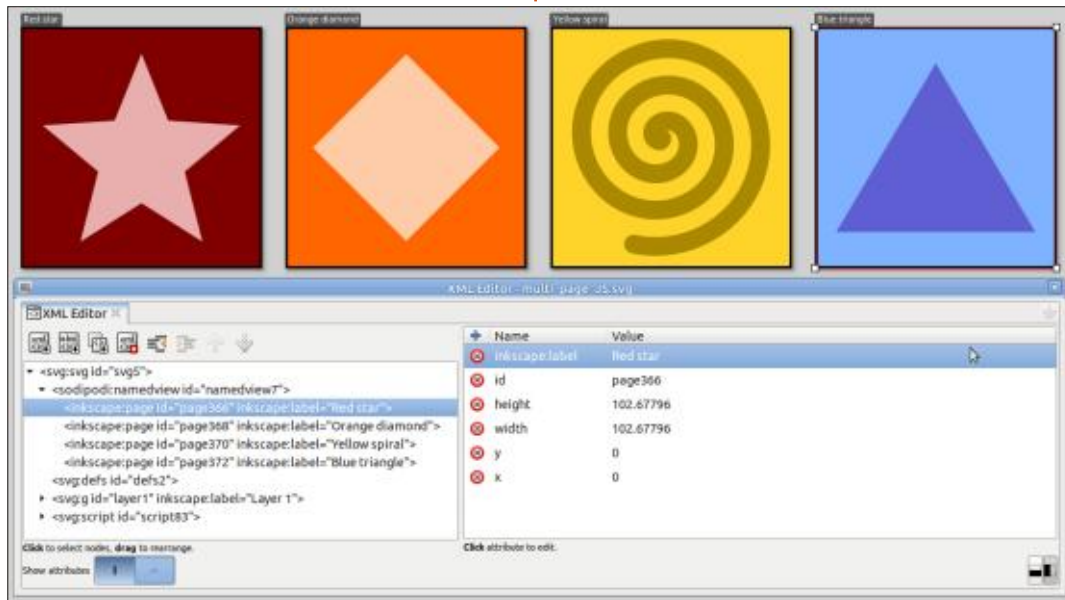 Red star
Orange diamond
Yellow spiral
Blue triangle
XML Editor - multi-page-JS.svg
XML Editor
Name Value
inkscape:label Red star
id page366
height 102.67796
width 102.67796
y 0
x 0
<svg:svg id="svg5">
<sodipodi:namedview id="namedview7">
<inkscape:page id="page366" inkscape:label="Red star">
<inkscape:page id="page368" inkscape:label="Orange diamond">
<inkscape:page id="page370" inkscape:label="Yellow spiral">
<inkscape:page id="page372" inkscape:label="Blue triangle">
<svg:defs id="defs2">
<svg:g id="layer1" inkscape:label="Layer 1">
<svg:script id="script83">
Click to select nodes, drag to rearrange.
Click attribute to edit.
Show attributes